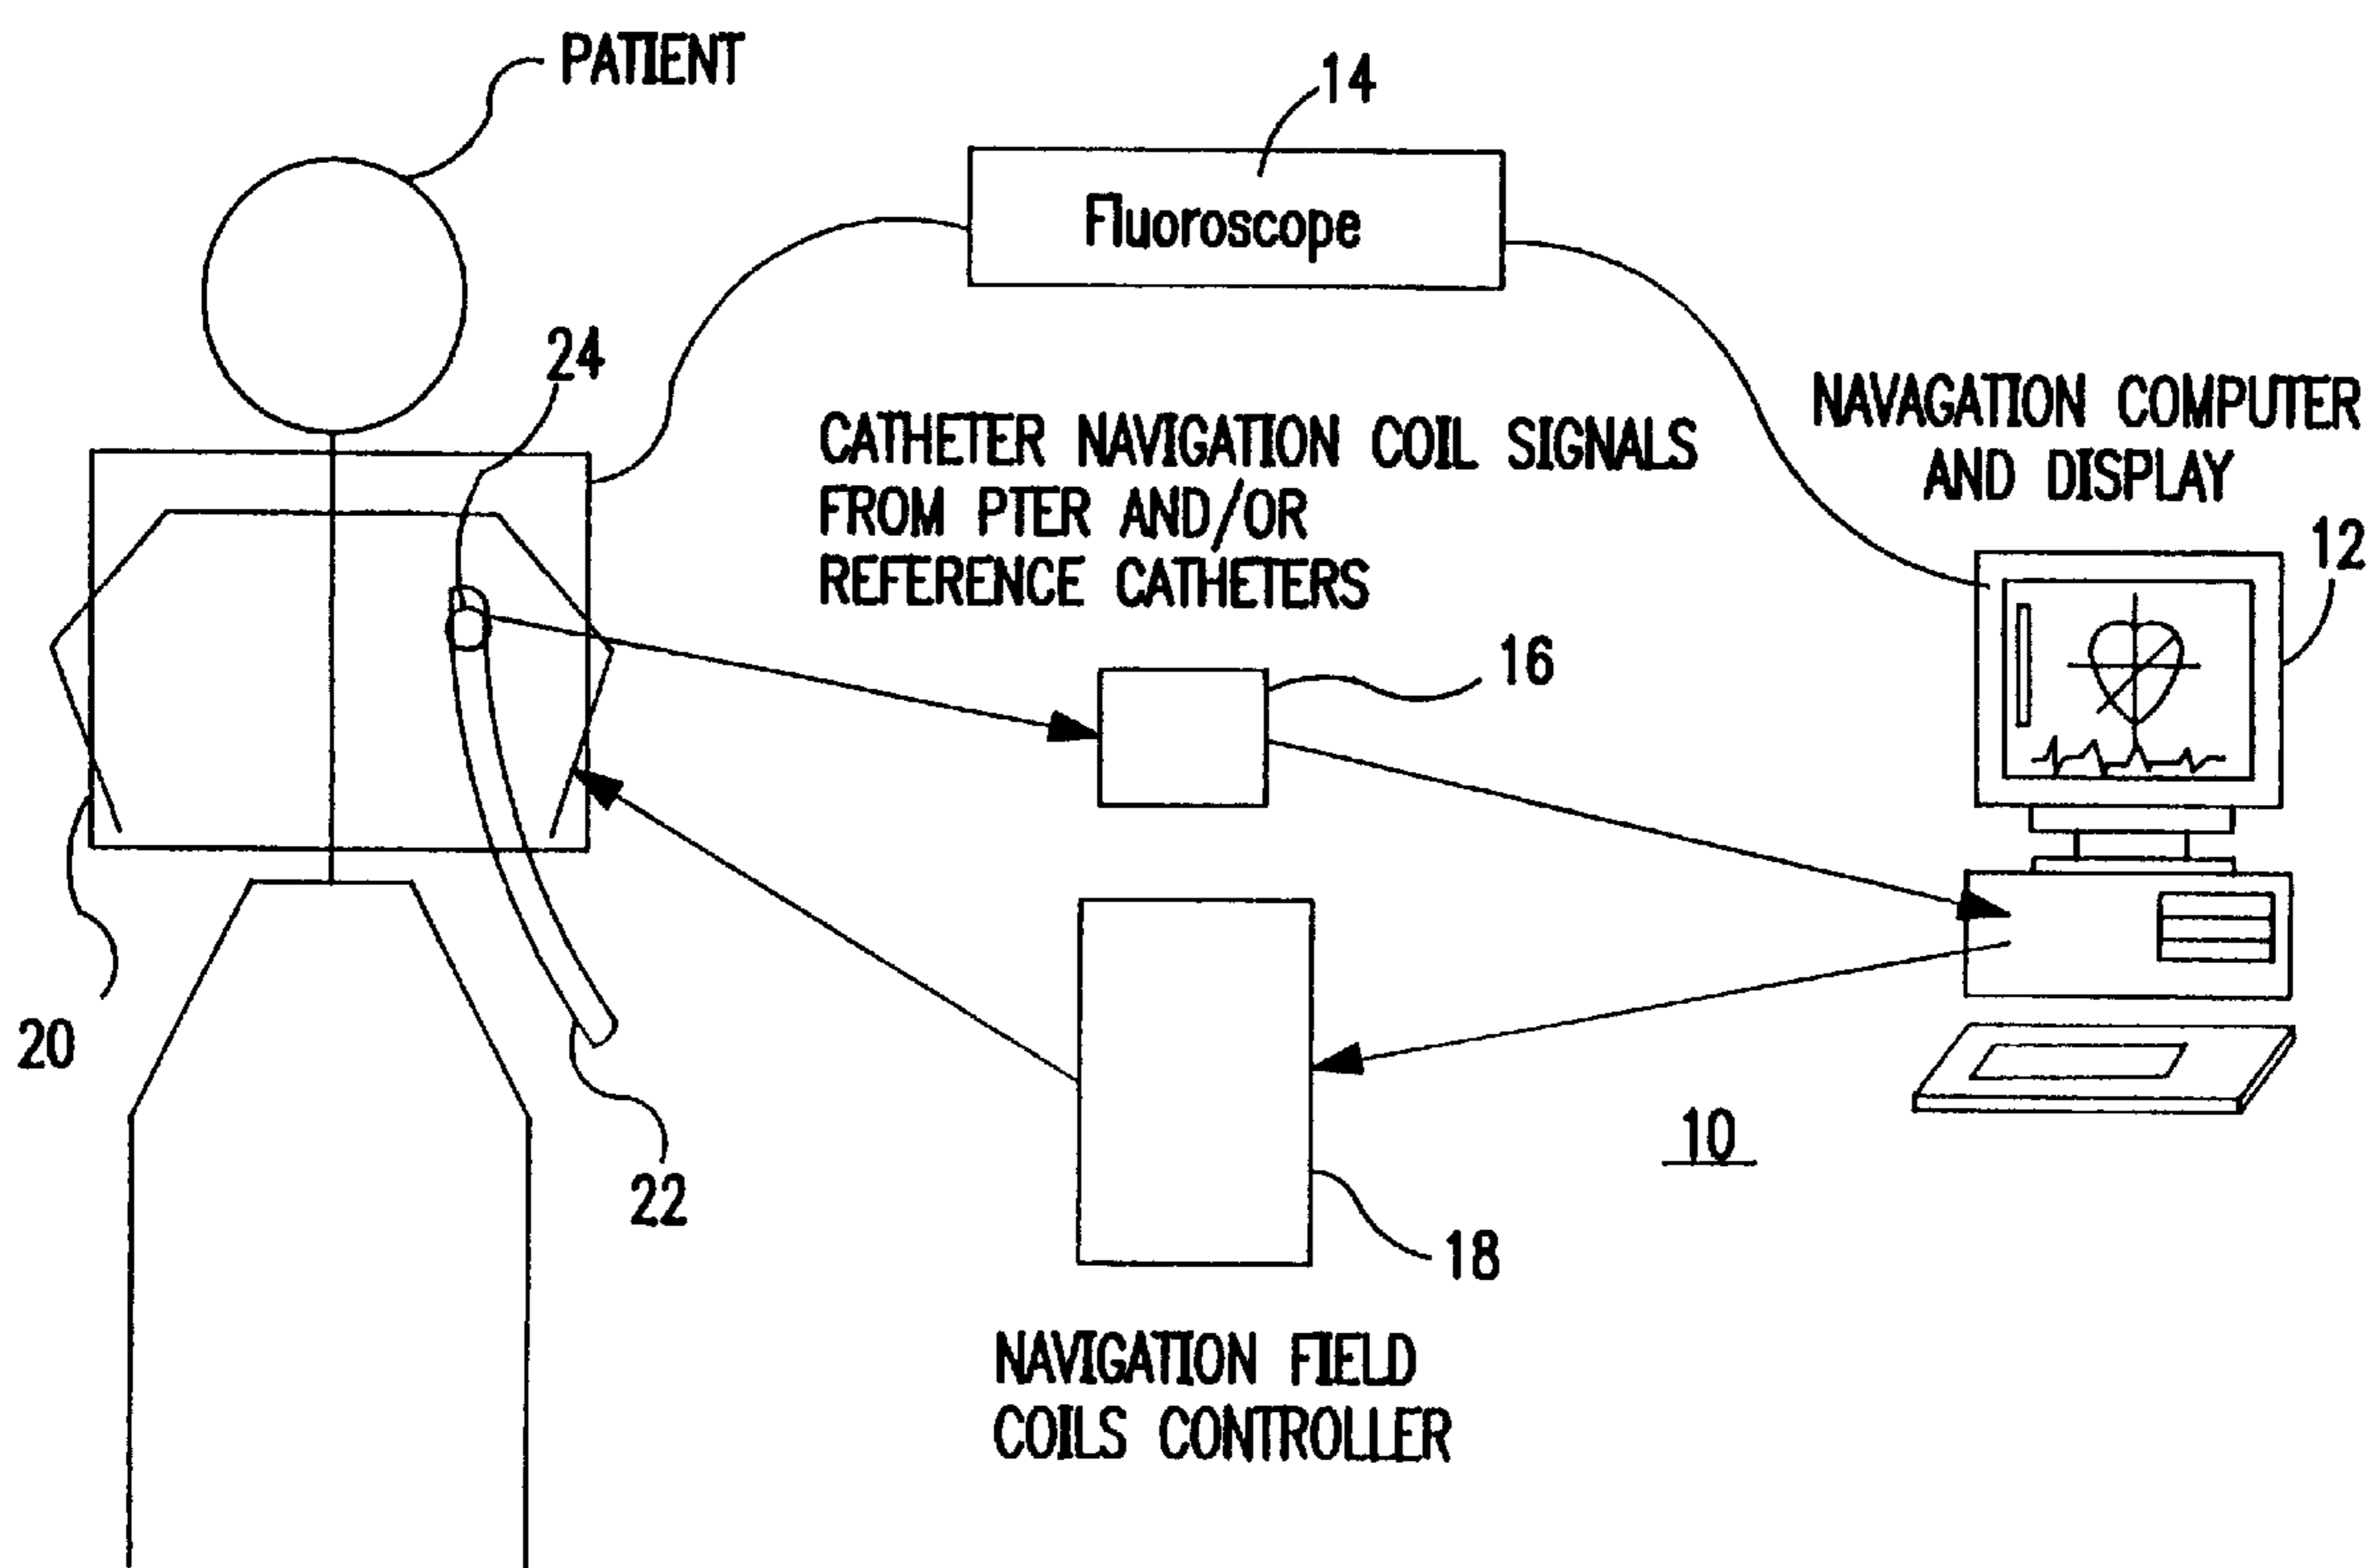 PATIENT
14
Fluoroscope
24
CATHETER NAVIGATION COIL SIGNALS
FROM PTER AND/OR
REFERENCE CATHETERS
NAVAGATION COMPUTER
AND DISPLAY
12
16
20
22
10
18
NAVIGATION FIELD
COILS CONTROLLER